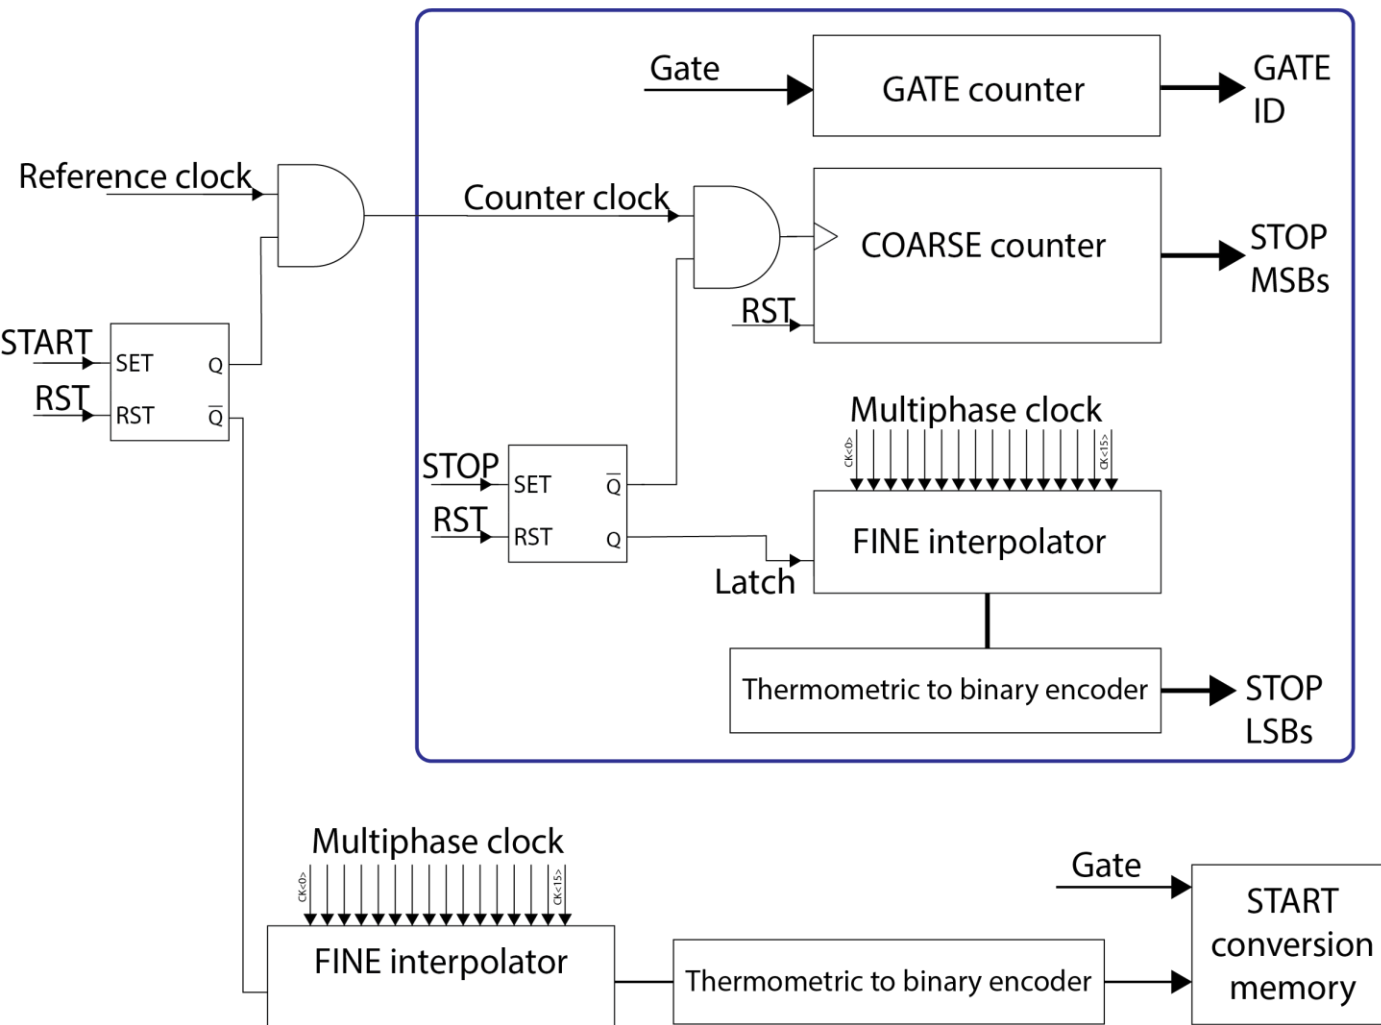 Gate
GATE counter
GATE
ID
Reference clock
Counter clock
COARSE counter
STOP
MSBs
RST
START
SET
Q
RST
RST
Q̅
Multiphase clock
CK<0>
CK<15>
STOP
SET
Q̅
RST
RST
Q
FINE interpolator
Latch
Thermometric to binary encoder
STOP
LSBs
Multiphase clock
CK<0>
CK<15>
FINE interpolator
Thermometric to binary encoder
Gate
START
conversion
memory